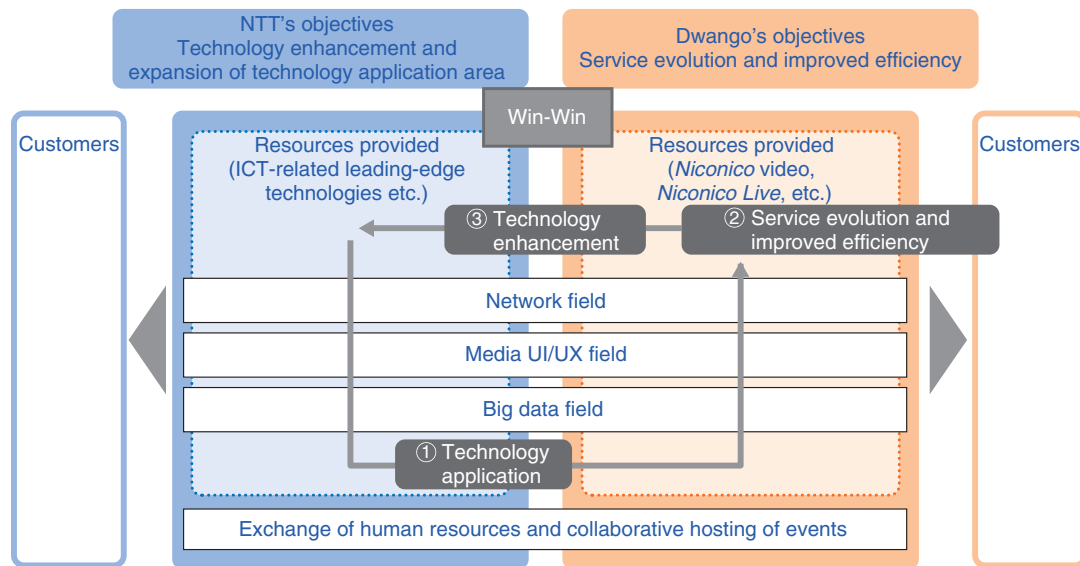 NTT's objectives
Technology enhancement and
expansion of technology application area
Dwango's objectives
Service evolution and improved efficiency
Win-Win
Customers
Resources provided
(ICT-related leading-edge
technologies etc.)
Resources provided
(Niconico video,
Niconico Live, etc.)
Customers
③ Technology
enhancement
② Service evolution and
improved efficiency
Network field
Media UI/UX field
Big data field
① Technology
application
Exchange of human resources and collaborative hosting of events